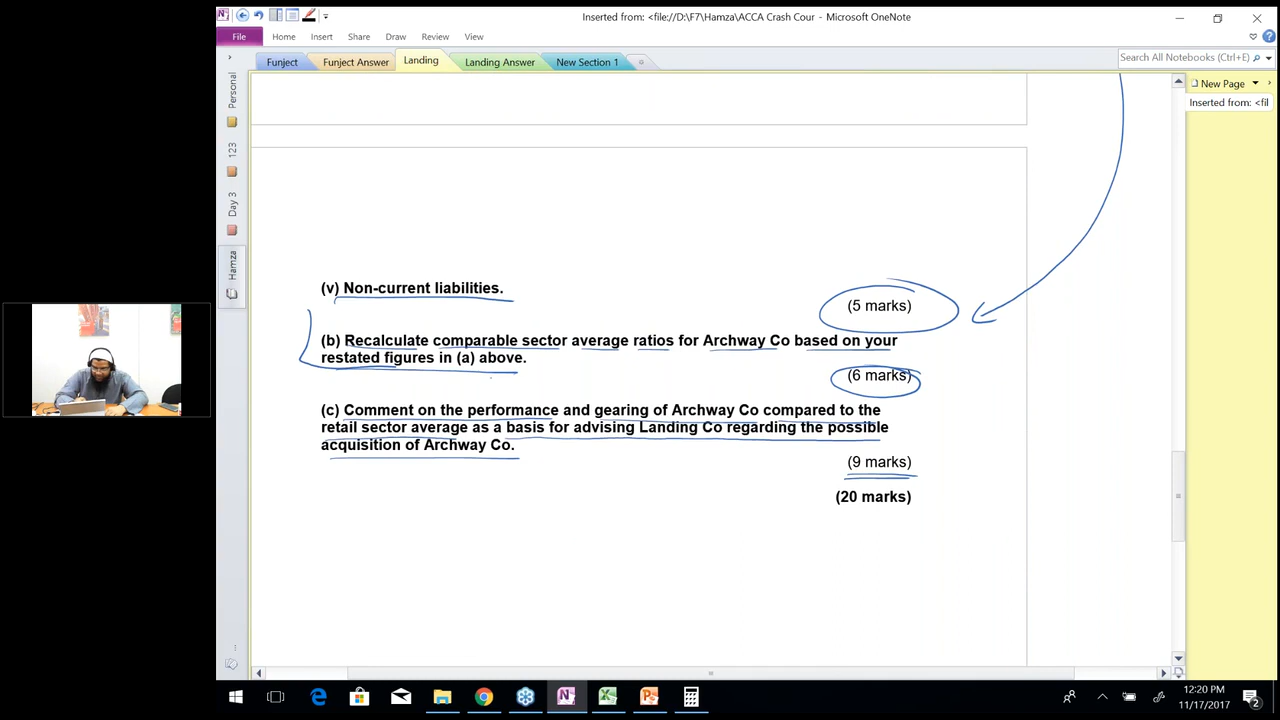 Inserted from: <file://D:\F7\Hamza\ACCA Crash Cour - Microsoft OneNote
File Home Insert Share Draw Review View
Funject Funject Answer Landing Landing Answer New Section 1
Search All Notebooks (Ctrl+E)
New Page
Inserted from: <fil
Personal
123
Day 3
Hamza
(v) Non-current liabilities.
(5 marks)
(b) Recalculate comparable sector average ratios for Archway Co based on your
restated figures in (a) above.
(6 marks)
(c) Comment on the performance and gearing of Archway Co compared to the
retail sector average as a basis for advising Landing Co regarding the possible
acquisition of Archway Co.
(9 marks)
(20 marks)
12:20 PM
11/17/2017
2